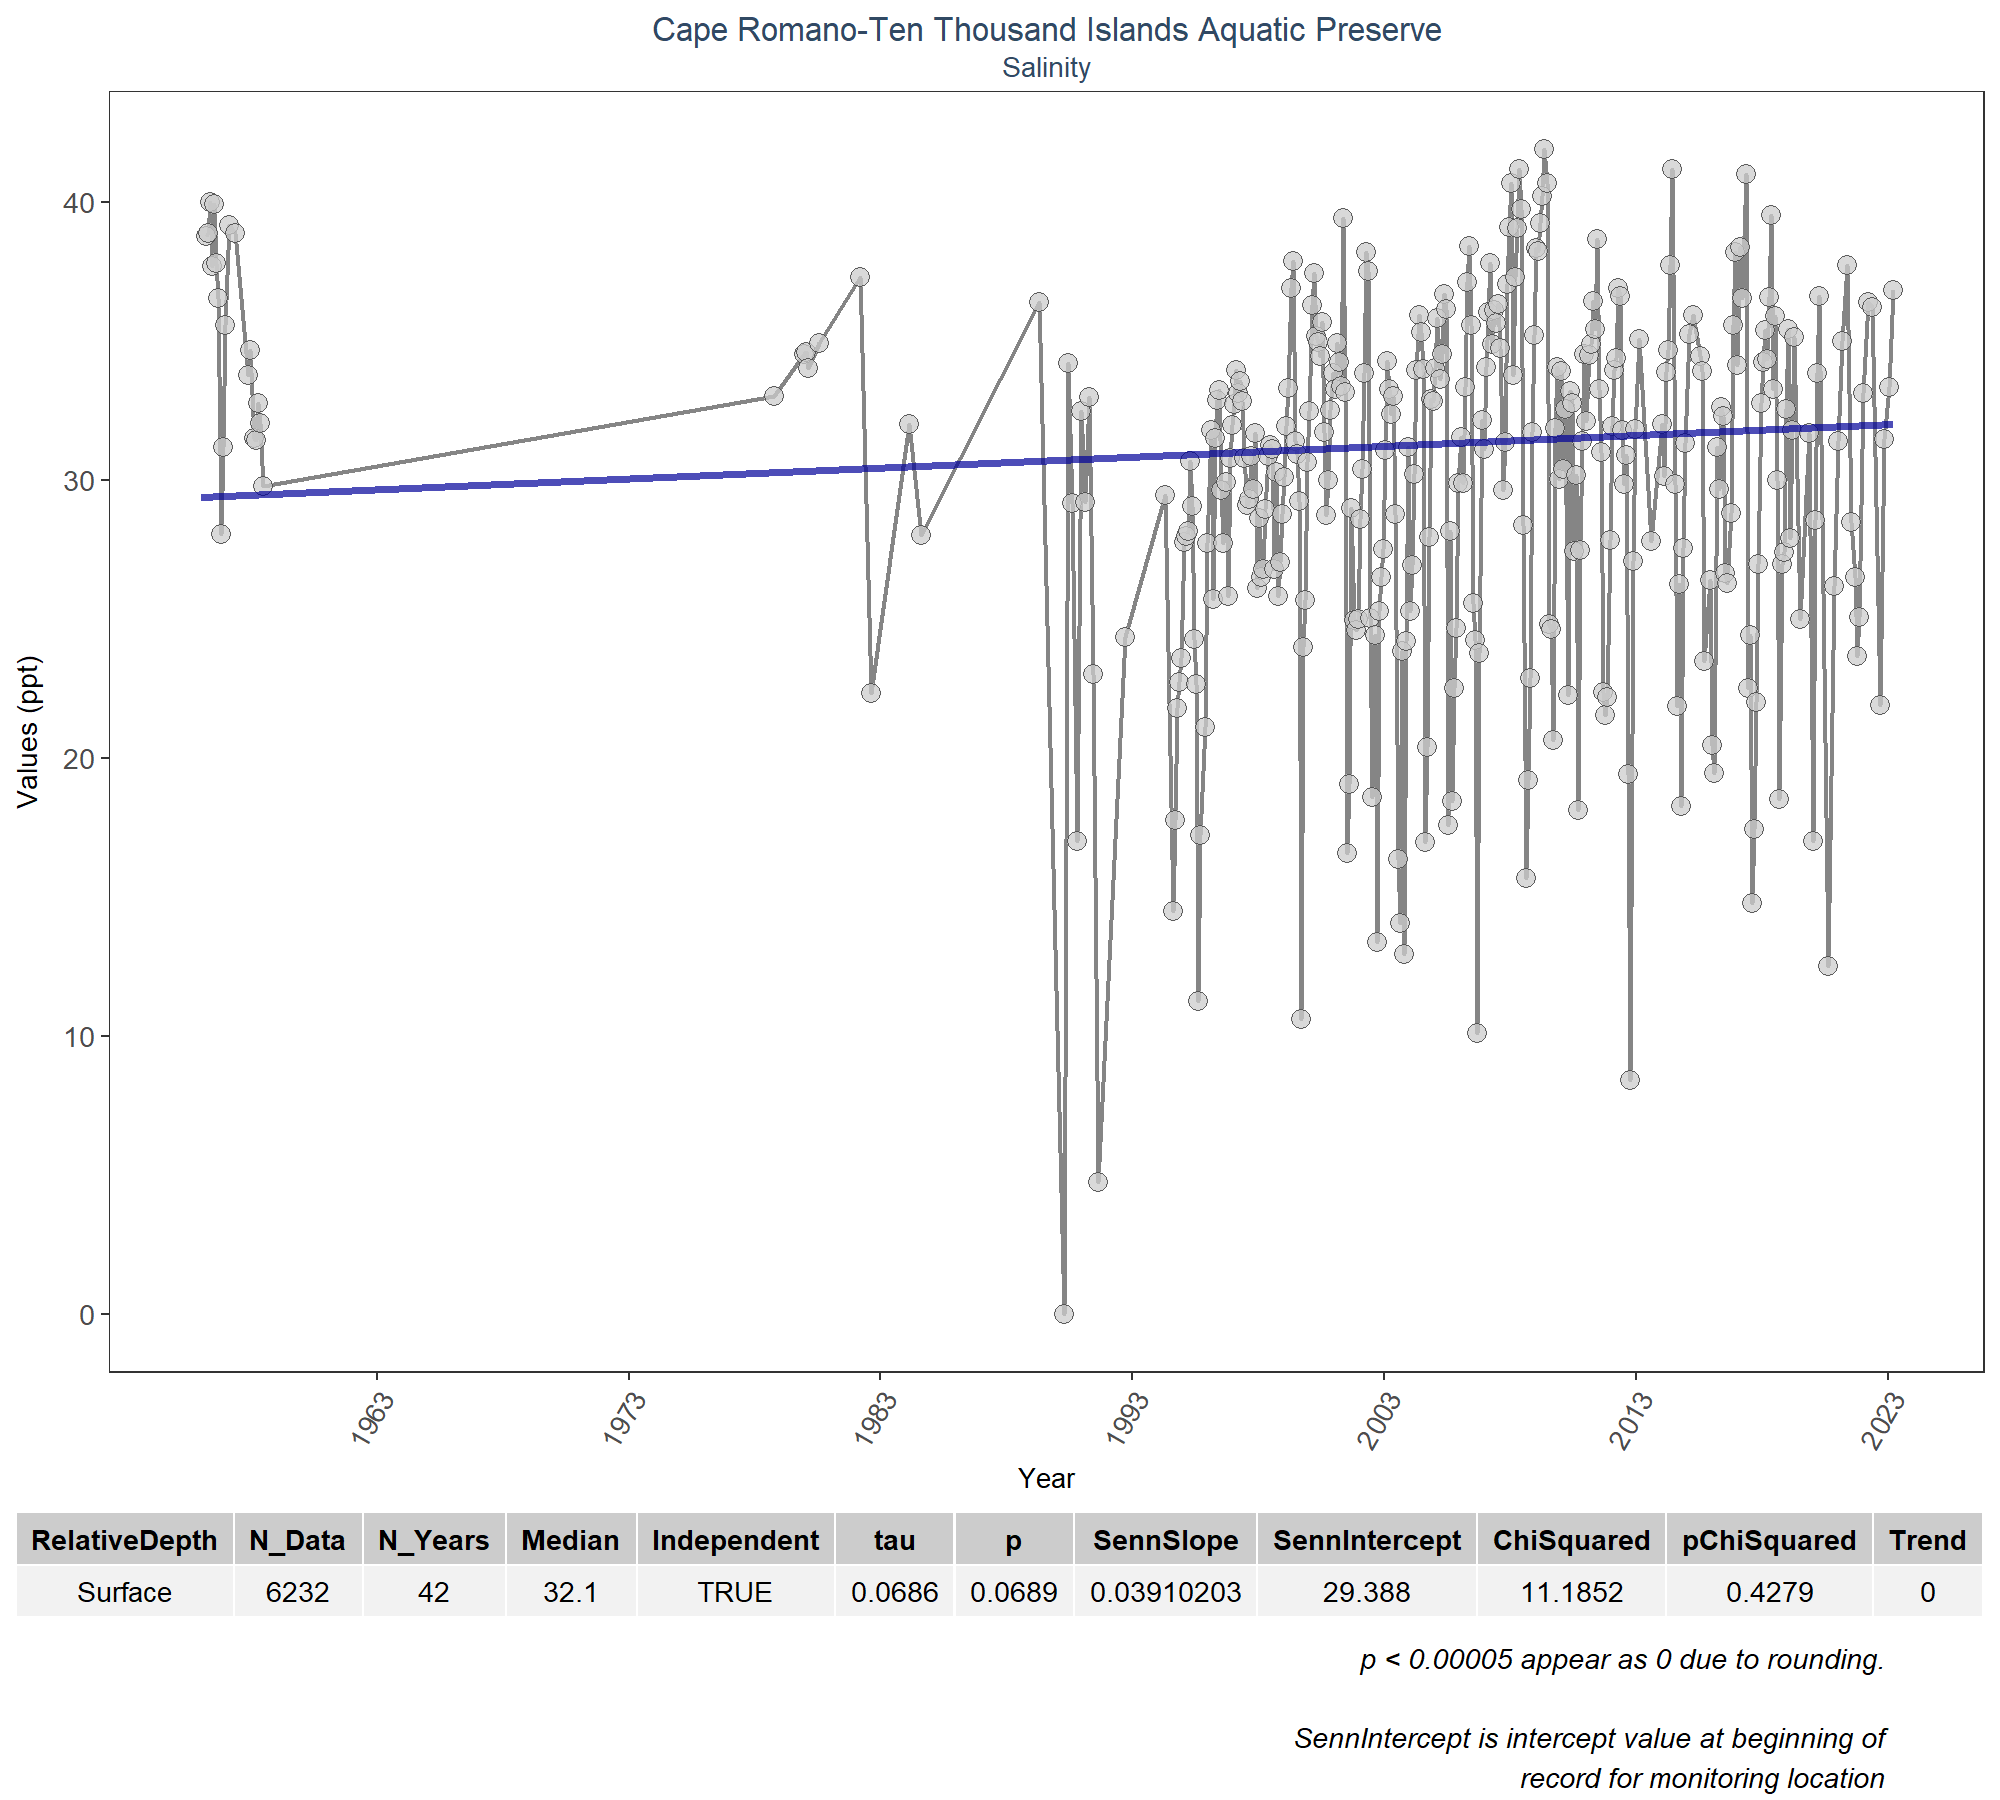 Cape Romano-Ten Thousand Islands Aquatic Preserve
Salinity
Values (ppt)
40
30
20
10
0
1963 1973 1983 1993 2003 2013 2023
Year
RelativeDepth N_Data N_Years Median Independent tau p SennSlope SennIntercept ChiSquared pChiSquared Trend
Surface 6232 42 32.1 TRUE 0.0686 0.0689 0.03910203 29.388 11.1852 0.4279 0
p < 0.00005 appear as 0 due to rounding.
SennIntercept is intercept value at beginning of
record for monitoring location